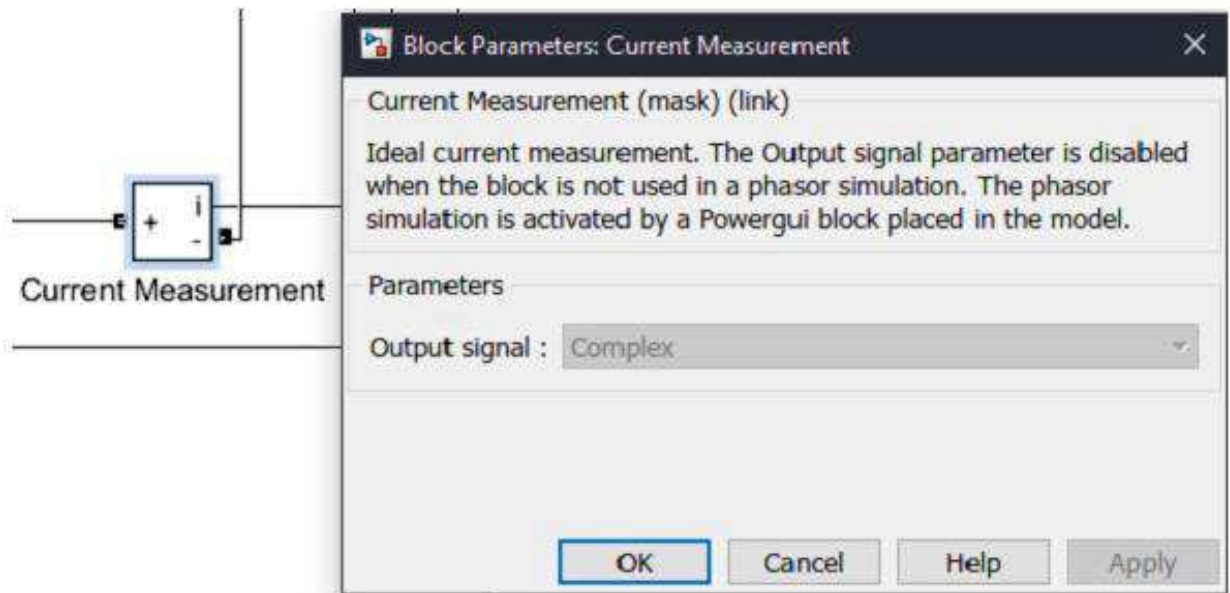 + i
-
Current Measurement
Block Parameters: Current Measurement
Current Measurement (mask) (link)
Ideal current measurement. The Output signal parameter is disabled
when the block is not used in a phasor simulation. The phasor
simulation is activated by a Powergui block placed in the model.
Parameters
Output signal : Complex
OK Cancel Help Apply